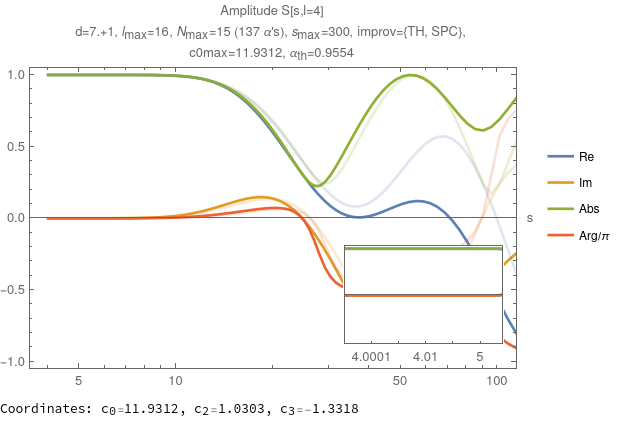 Amplitude S[s,l=4]
d=7.+1, lmax=16, Nmax=15 (137 α's), smax=300, improv={TH, SPC},
c0max=11.9312, αth=0.9554
1.0
0.5
0.0
-0.5
-1.0
5
10
50
100
s
Re
Im
Abs
Arg/π
4.0001
4.01
5
Coordinates: c0=11.9312, c2=1.0303, c3=-1.3318